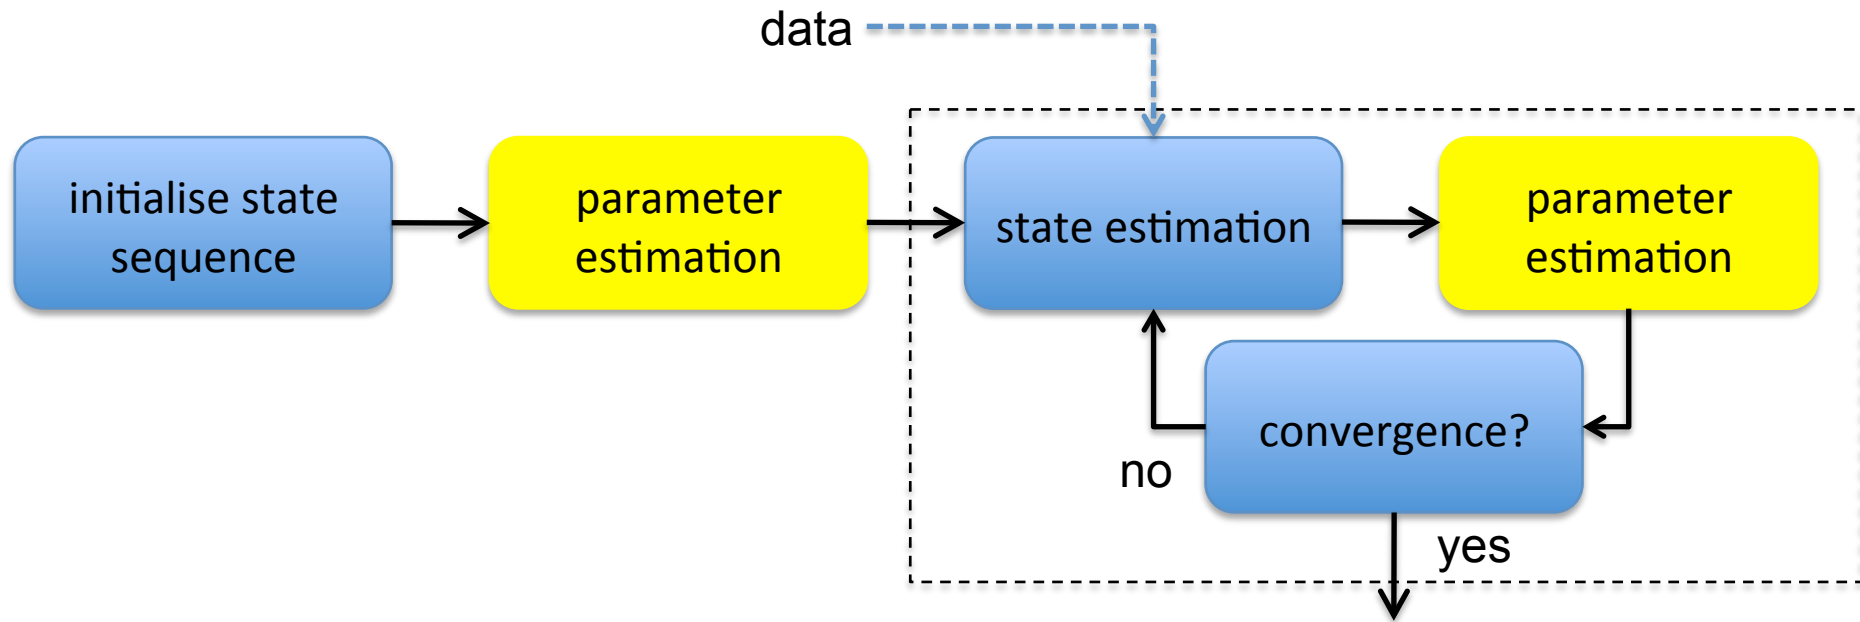 data
initialise state
sequence
parameter
estimation
state estimation
parameter
estimation
convergence?
no
yes